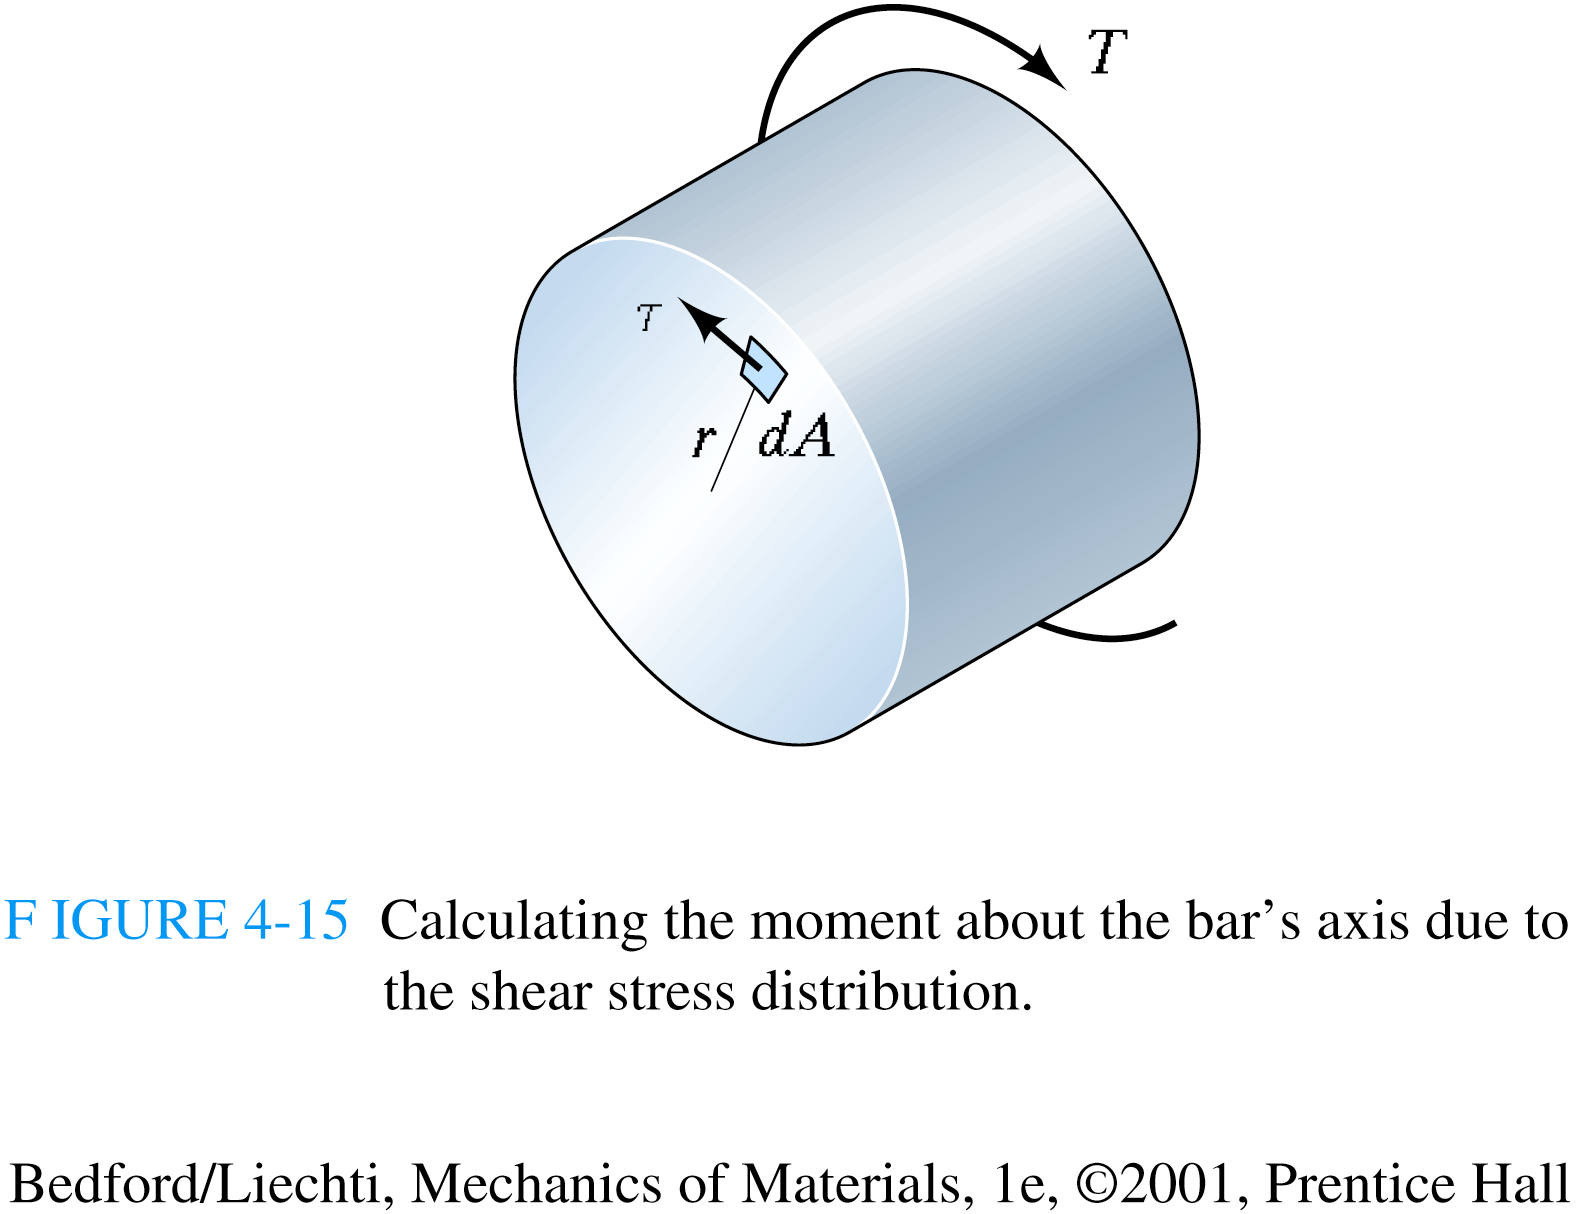 T
τ
r
dA
F IGURE 4-15 Calculating the moment about the bar’s axis due to
the shear stress distribution.
Bedford/Liechti, Mechanics of Materials, 1e, ©2001, Prentice Hall